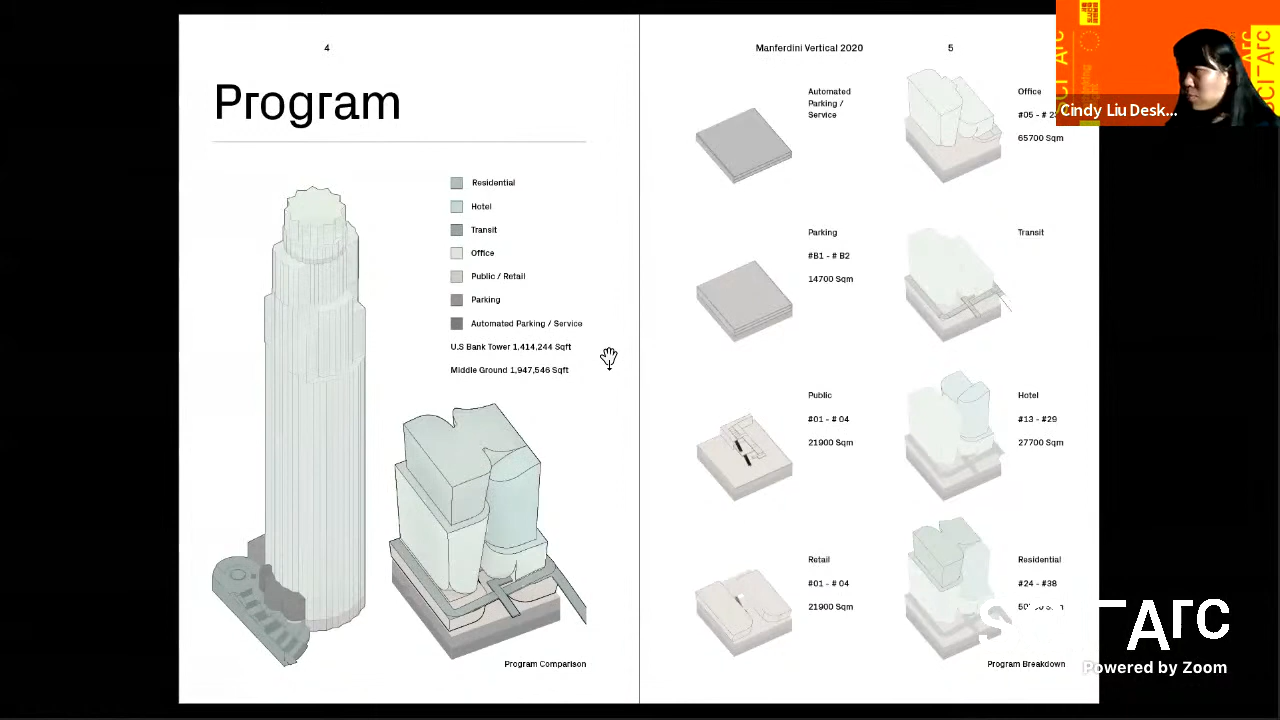 4
Program
Residential
Hotel
Transit
Office
Public / Retail
Parking
Automated Parking / Service
U.S Bank Tower 1,414,244 Sqft
Middle Ground 1,947,546 Sqft
Program Comparison
Manferdini Vertical 2020
5
Automated
Parking /
Service
Parking
#B1 - # B2
14700 Sqm
Public
#01 - # 04
21900 Sqm
Retail
#01 - # 04
21900 Sqm
Office
#05 - #
65700 Sqm
Transit
Hotel
#13 - #29
27700 Sqm
Residential
#24 - #38
Program Breakdown
Cindy Liu Desk...
SCI-Arc
Powered by Zoom